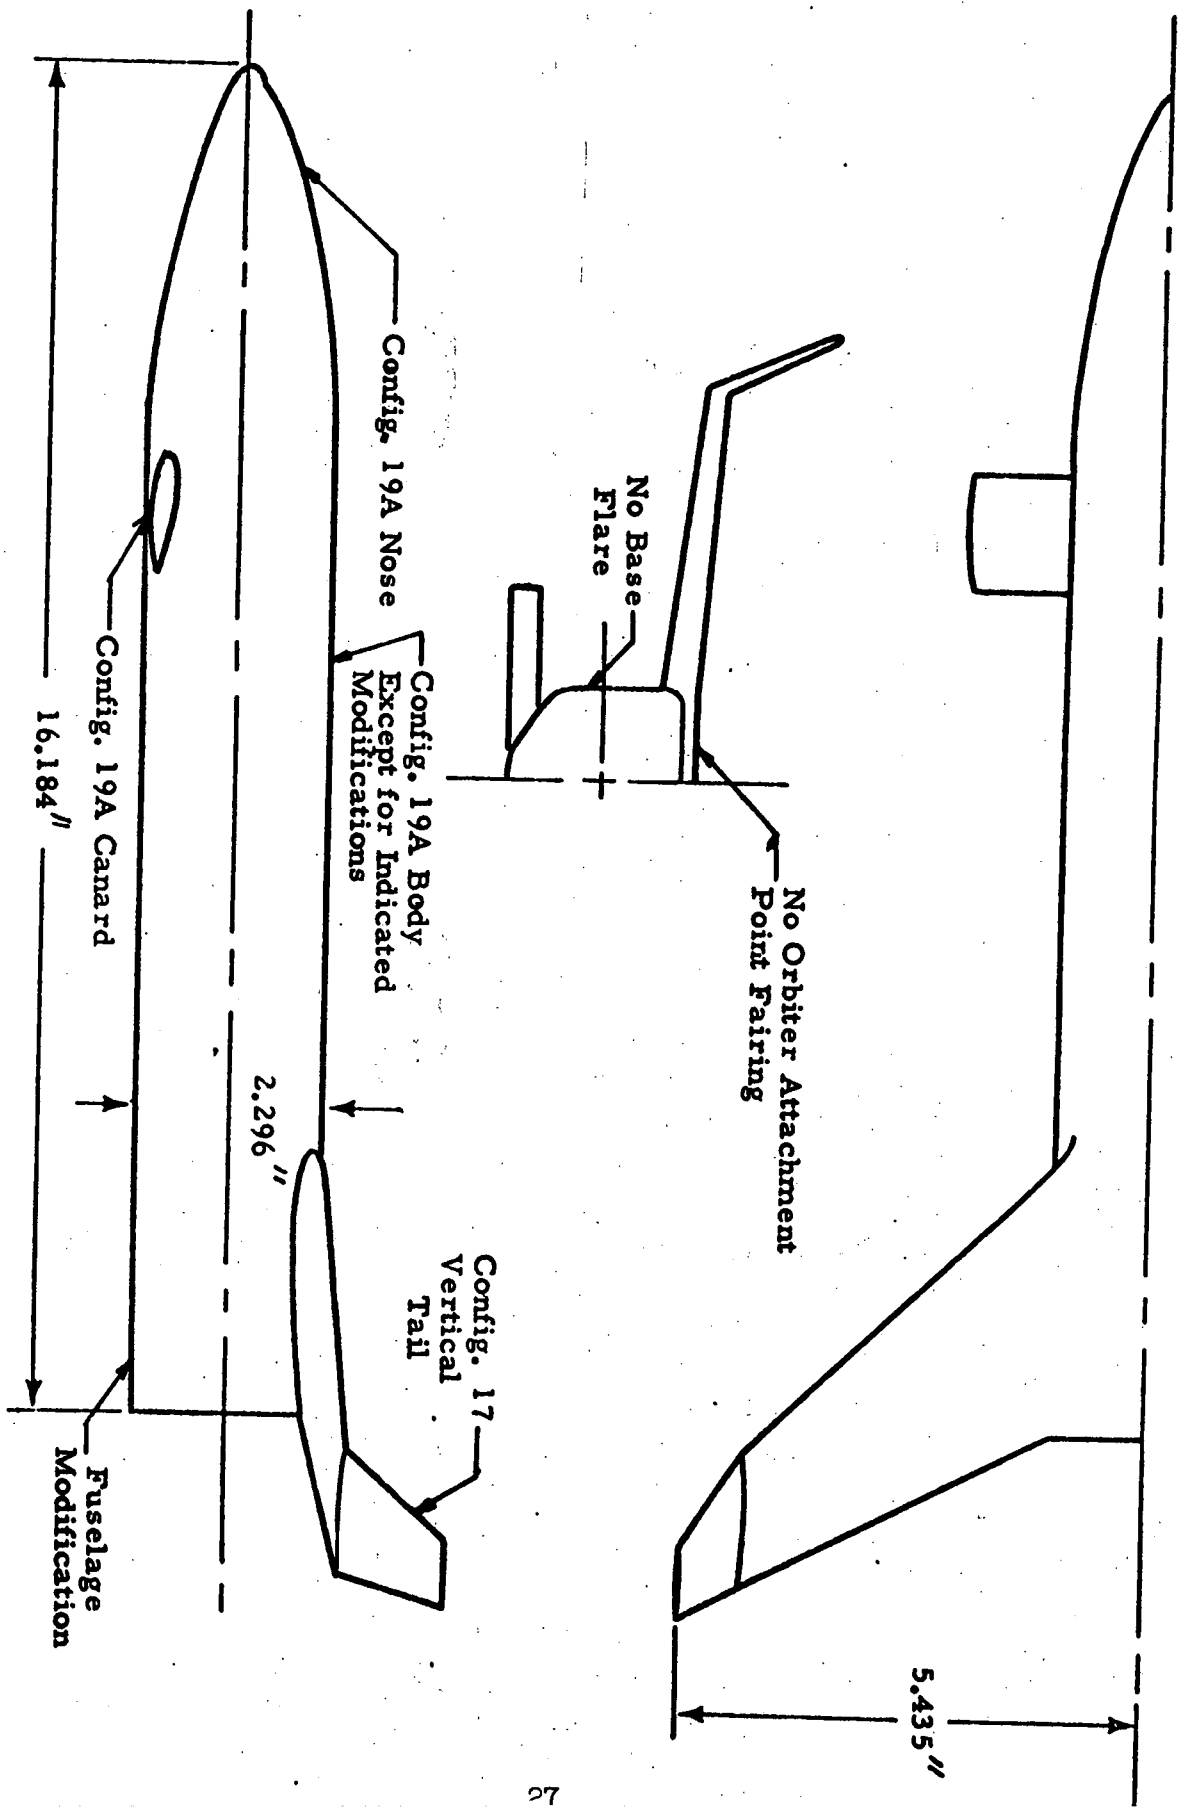 5.435"
No Orbiter Attachment
Point Fairing
No Base
Flare
Config. 17
Vertical
Tail
Config. 19A Body
Except for Indicated
Modifications
Config. 19A Nose
2.296"
Config. 19A Canard
Fuselage
Modification
16.184"
27